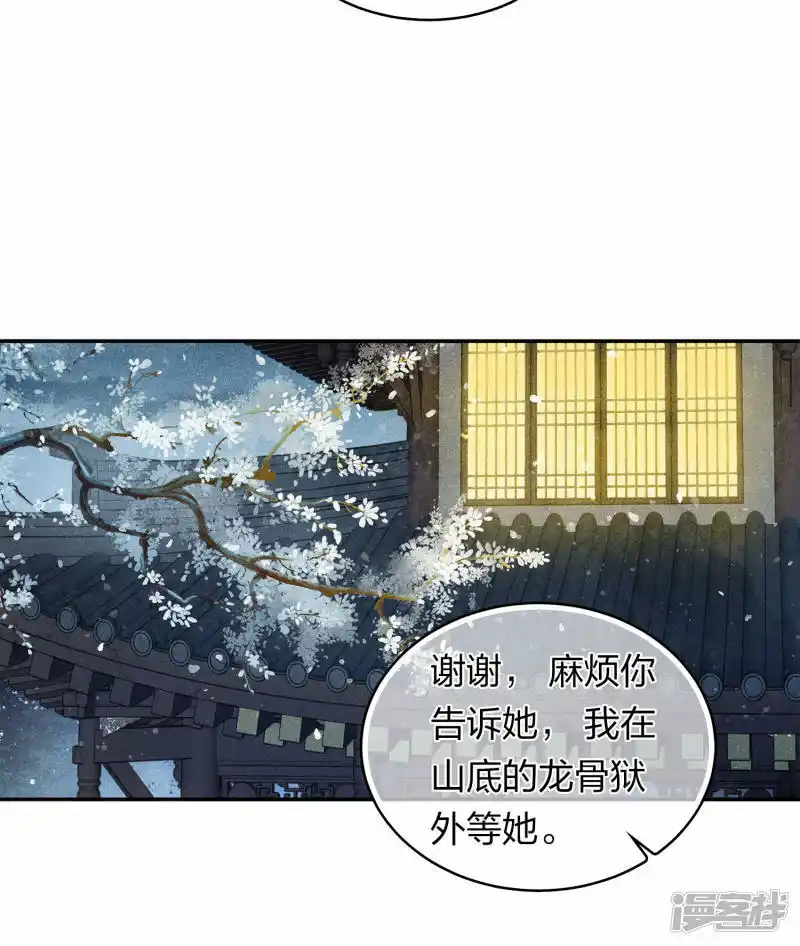 谢谢，麻烦你
告诉她，我在
山底的龙骨狱
外等她。
漫客栈